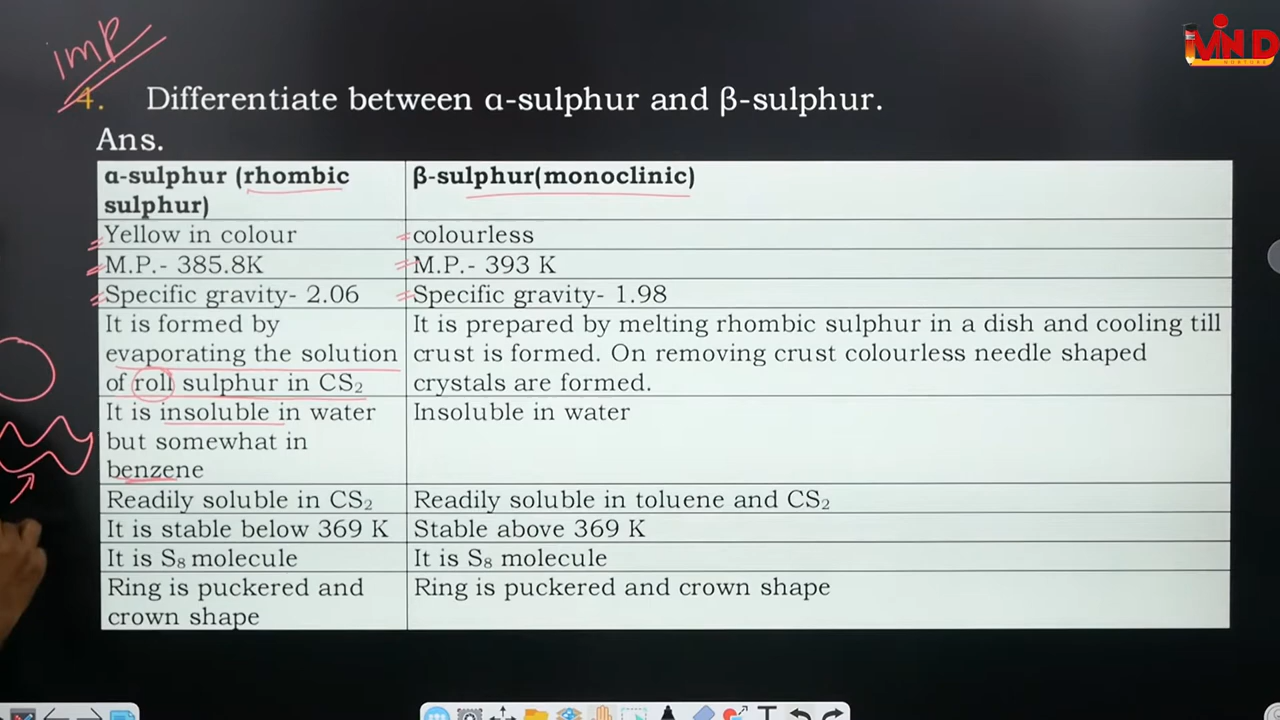 imp
MIND
NURTURE
4. Differentiate between α-sulphur and β-sulphur.
Ans.
α-sulphur (rhombic
sulphur)
β-sulphur(monoclinic)
Yellow in colour
colourless
M.P.- 385.8K
M.P.- 393 K
Specific gravity- 2.06
Specific gravity- 1.98
It is formed by
evaporating the solution
of roll sulphur in CS₂
It is prepared by melting rhombic sulphur in a dish and cooling till
crust is formed. On removing crust colourless needle shaped
crystals are formed.
It is insoluble in water
but somewhat in
benzene
Insoluble in water
Readily soluble in CS₂
Readily soluble in toluene and CS₂
It is stable below 369 K
Stable above 369 K
It is S₈ molecule
It is S₈ molecule
Ring is puckered and
crown shape
Ring is puckered and crown shape
T